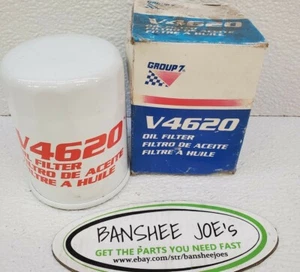 V4620
OIL FILTER
FILTRO DE ACEITE
FILTRE A HUILE
GROUP 7
V4620
OIL FILTER
FILTRO DE ACEITE
FILTRE À HUILE
BANSHEE JOE's
GET THE PARTS YOU NEED FAST
www.ebay.com/str/bansheejoes